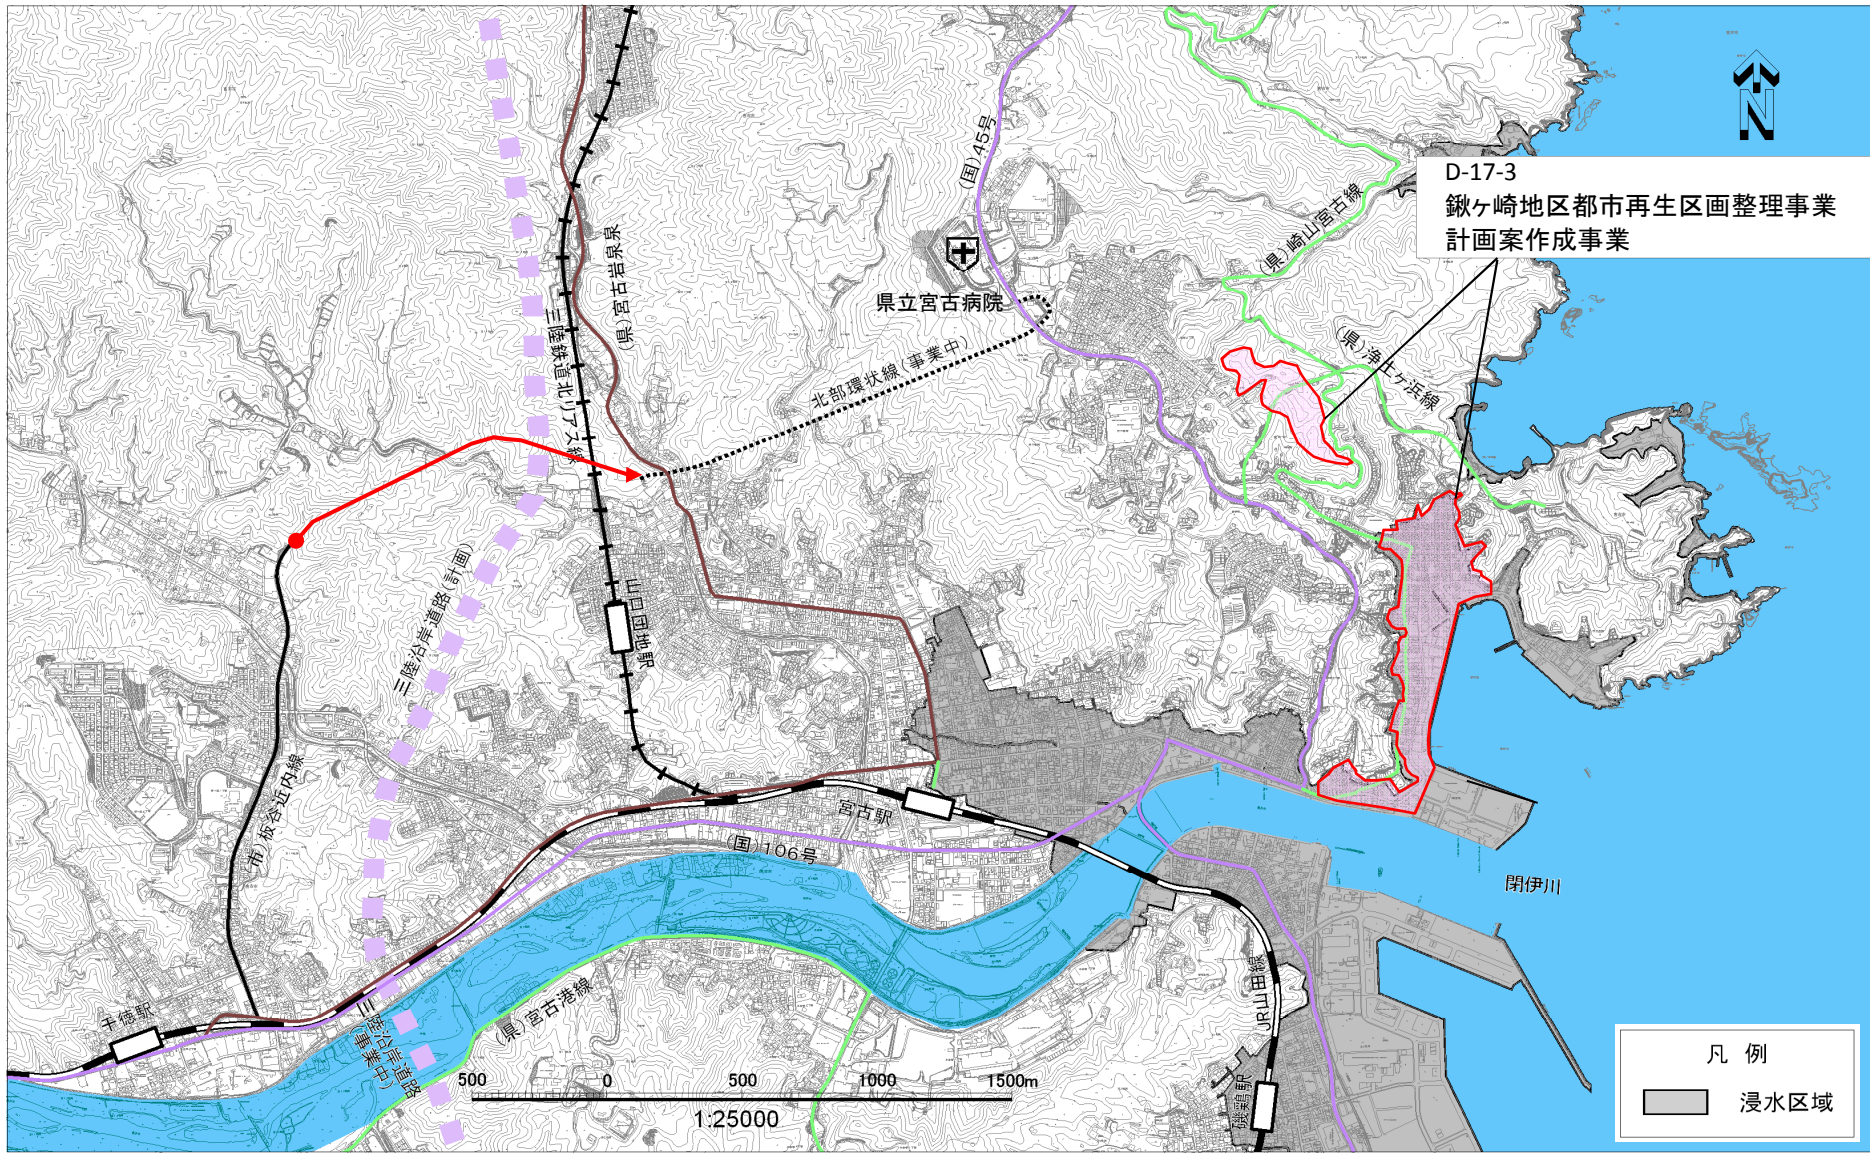 N
D-17-3
鍬ヶ崎地区都市再生区画整理事業
計画案作成事業
(国)45号
(県)崎山宮古線
(県)宮古岩泉泉
県立宮古病院
三陸鉄道北リアス線
北部環状線(事業中)
(県)浄土ヶ浜線
三陸沿岸道路(計画)
山口団地駅
(市)板谷近内線
宮古駅
(国)106号
閉伊川
千徳駅
(県)宮古港線
JR山田線
三陸沿岸道路
(事業中)
磯鶏駅
500 0 500 1000 1500m
1:25000
凡 例
浸水区域